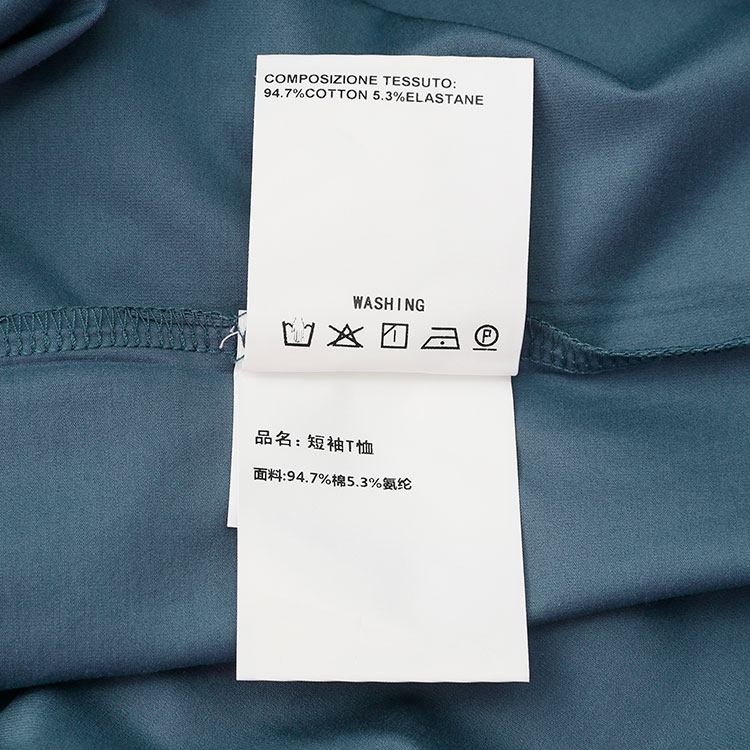 COMPOSIZIONE TESSUTO:
94.7%COTTON 5.3%ELASTANE
WASHING
P
品名:短袖T恤
面料:94.7%棉5.3%氨纶